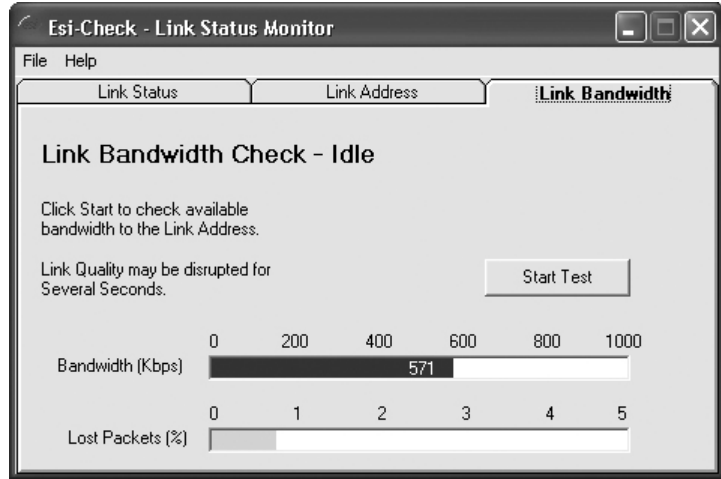 Esi-Check - Link Status Monitor
File Help
Link Status Link Address Link Bandwidth
Link Bandwidth Check - Idle
Click Start to check available
bandwidth to the Link Address.
Link Quality may be disrupted for
Several Seconds.
Start Test
0 200 400 600 800 1000
Bandwidth (Kbps) 571
0 1 2 3 4 5
Lost Packets (%)